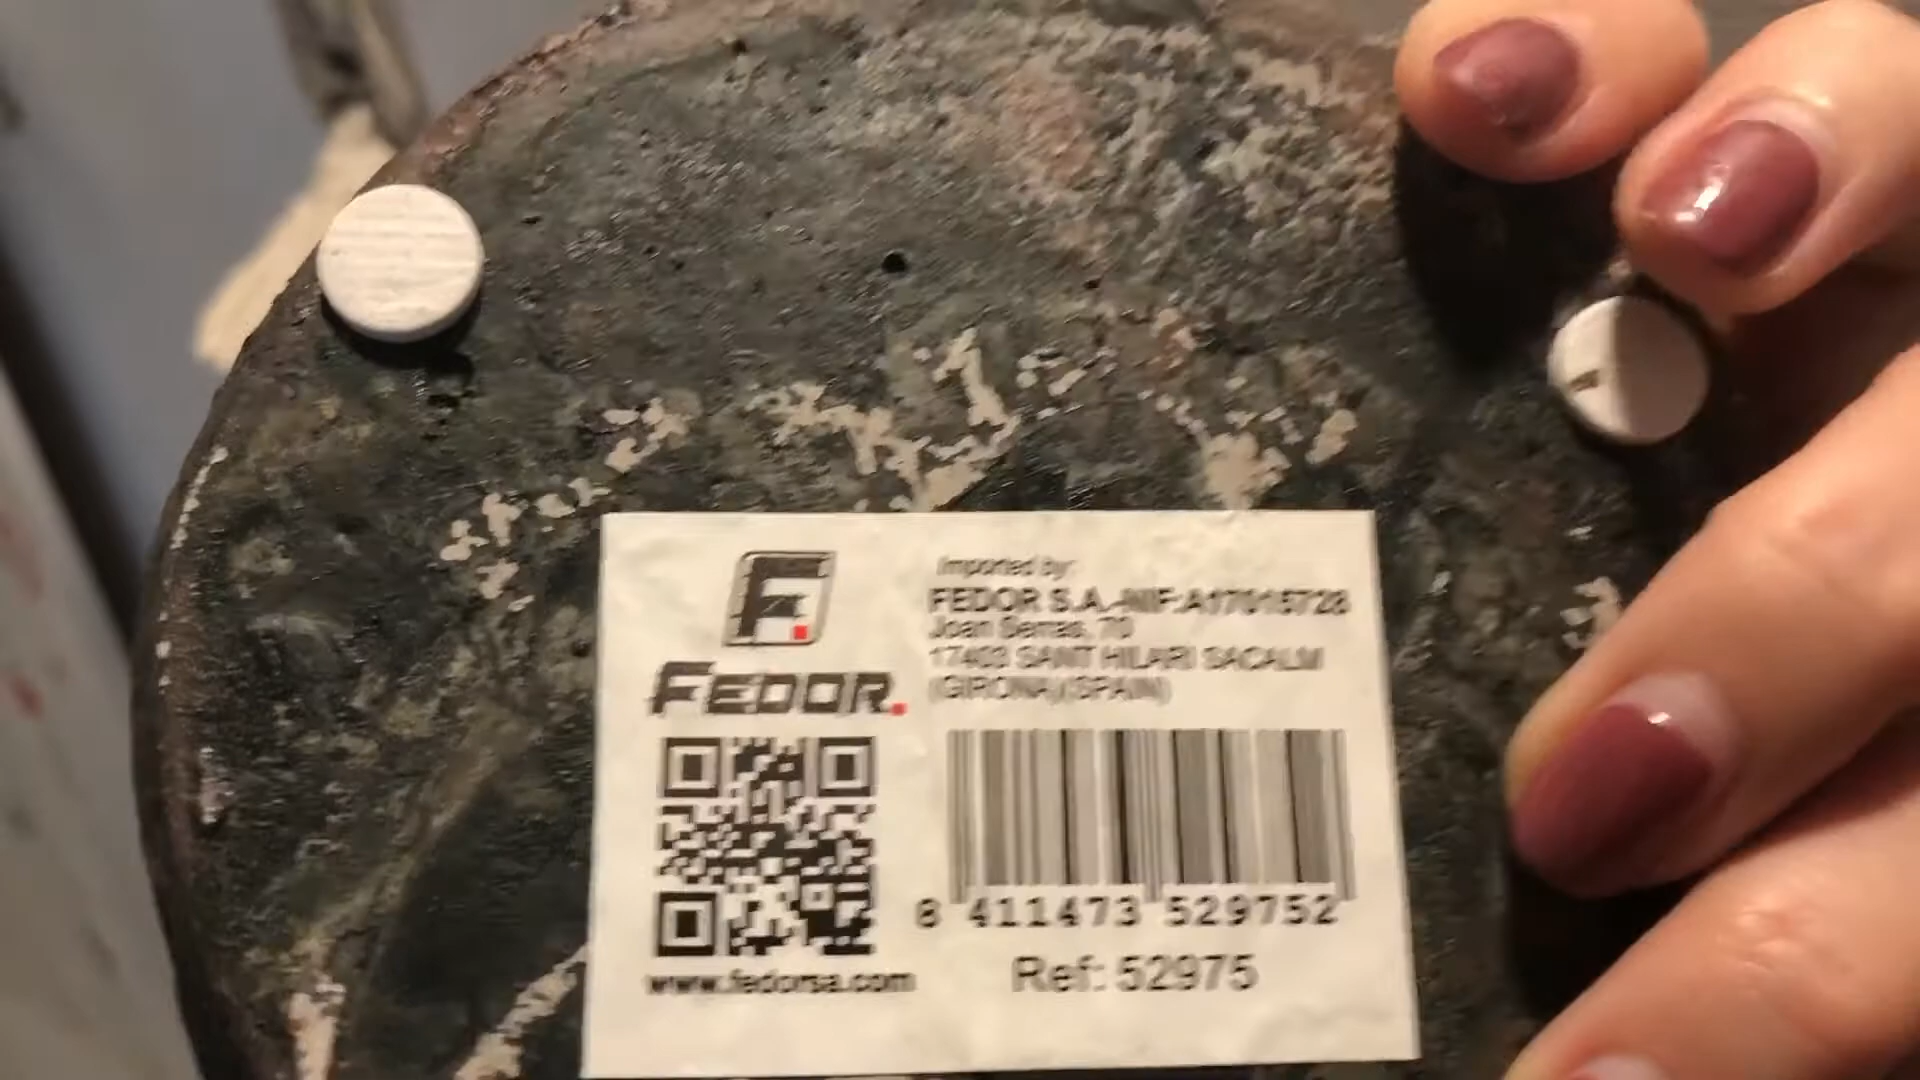 F.
FEDOR.
Imported by:
FEDOR S.A.-NIF:A17015728
Joan Serras, 70
17403 SANT HILARI SACALM
(GIRONA)(SPAIN)
8 411473 529752
www.fedorsa.com
Ref: 52975